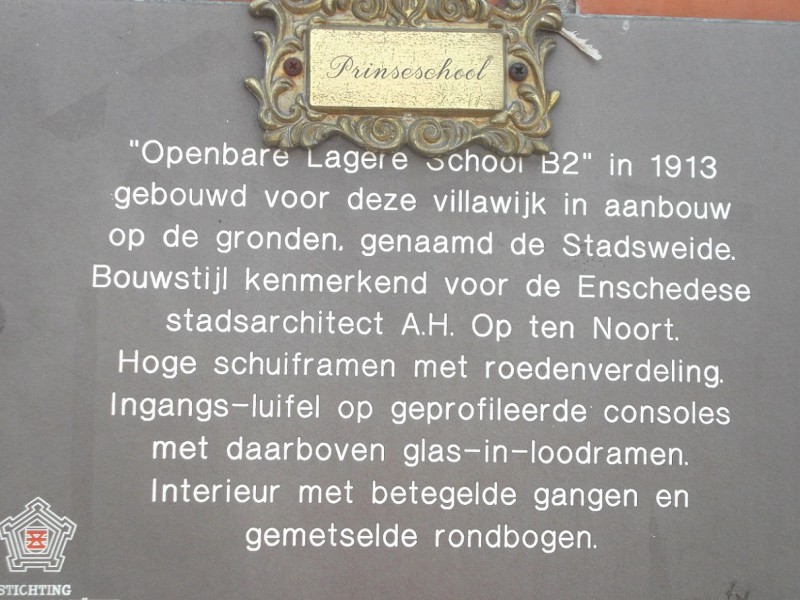 Prinseschool
"Openbare Lagere School B2" in 1913
gebouwd voor deze villawijk in aanbouw
op de gronden, genaamd de Stadsweide.
Bouwstijl kenmerkend voor de Enschedese
stadsarchitect A.H. Op ten Noort.
Hoge schuiframen met roedenverdeling.
Ingangs-luifel op geprofileerde consoles
met daarboven glas-in-loodramen.
Interieur met betegelde gangen en
gemetselde rondbogen.
STICHTING